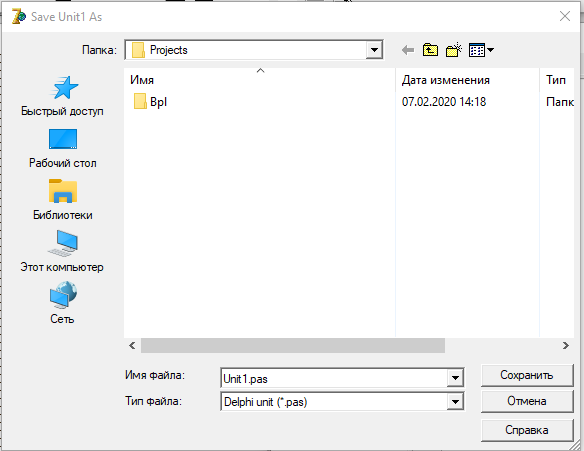 Save Unit1 As
Папка:
Projects
Быстрый доступ
Рабочий стол
Библиотеки
Этот компьютер
Сеть
Имя
Дата изменения
Тип
Bpl
07.02.2020 14:18
Папк
Имя файла:
Unit1.pas
Сохранить
Тип файла:
Delphi unit (*.pas)
Отмена
Справка